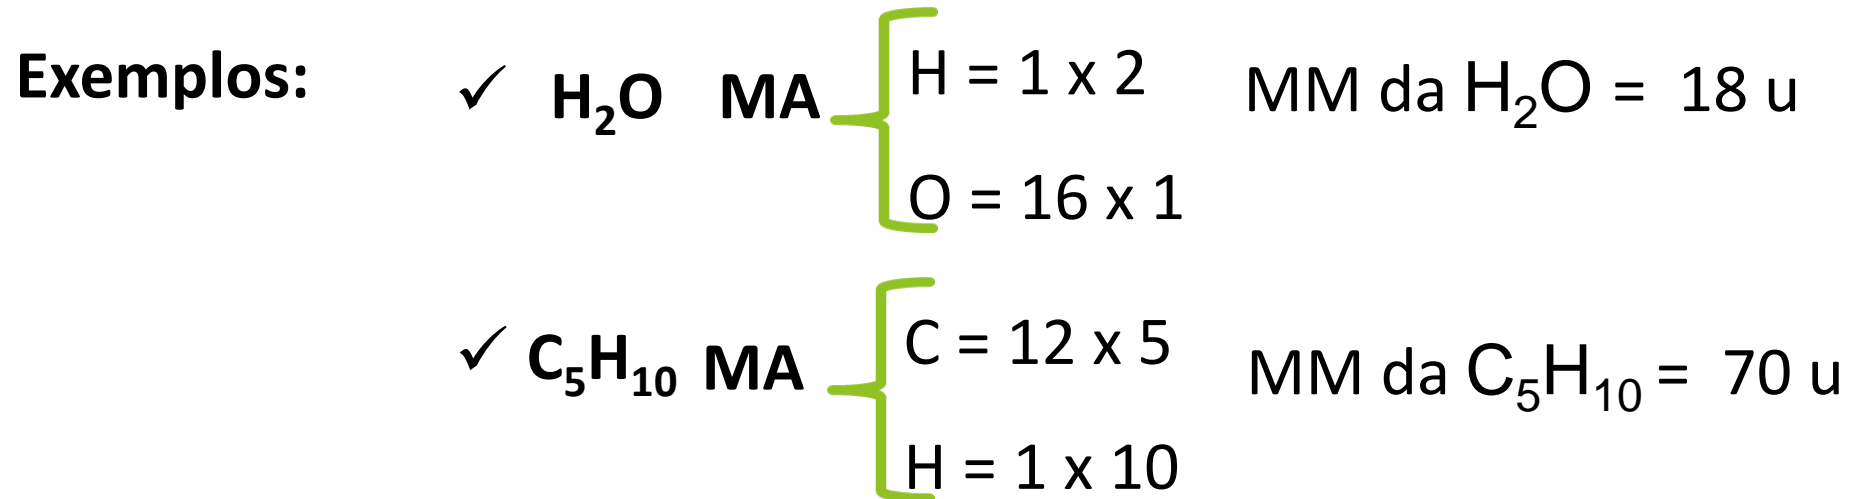 Exemplos: ✓ H₂O MA H = 1 x 2 MM da H₂O = 18 u
O = 16 x 1
✓ C₅H₁₀ MA C = 12 x 5 MM da C₅H₁₀ = 70 u
H = 1 x 10